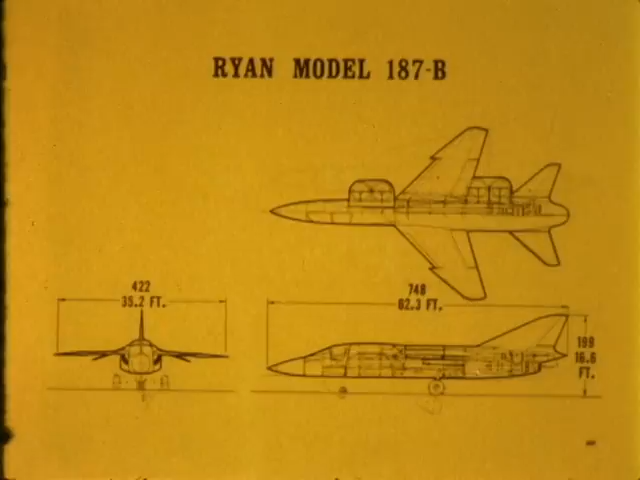 RYAN MODEL 187-B
422
35.2 FT.
748
62.3 FT.
199
16.6
FT.